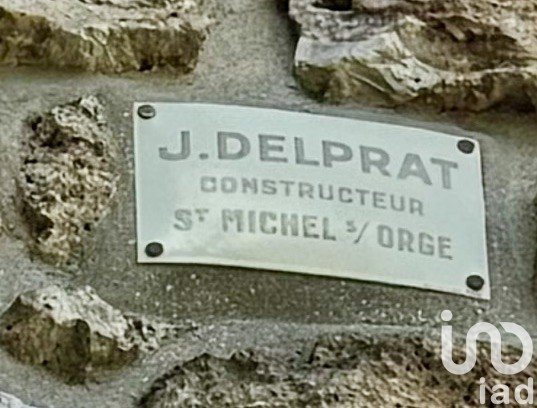 J. DELPRAT
CONSTRUCTEUR
ST MICHEL S/ ORGE
iad